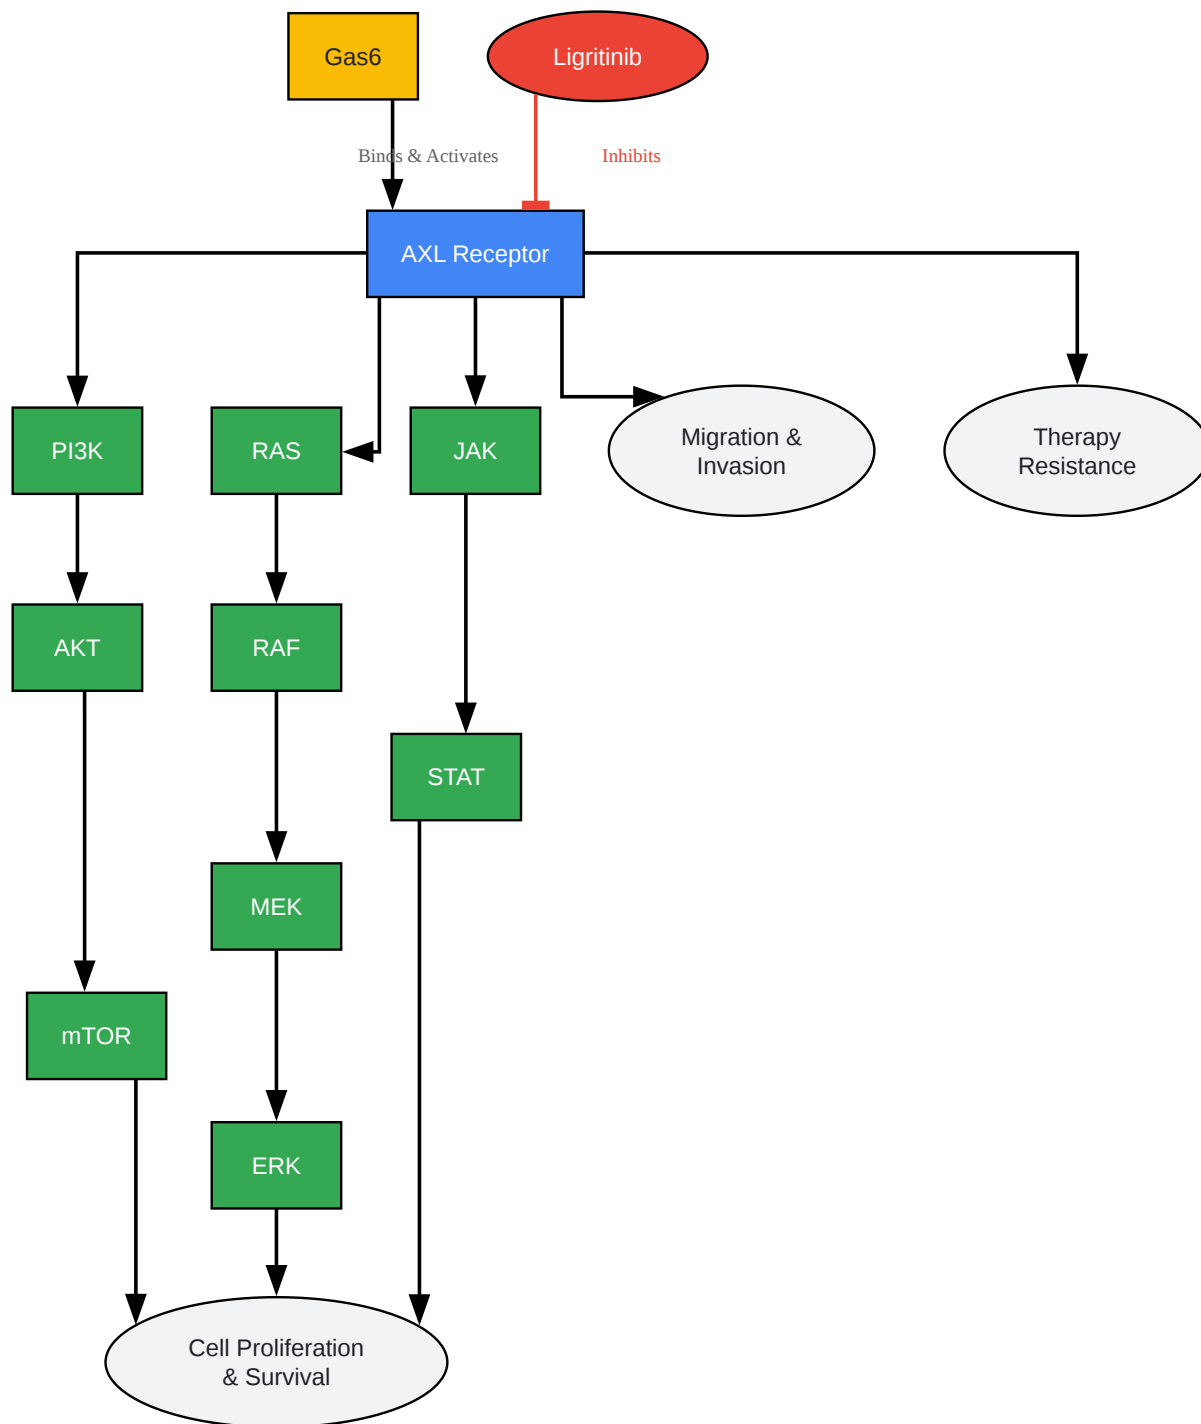 Gas6
Ligritinib
Binds & Activates
Inhibits
AXL Receptor
PI3K
RAS
JAK
Migration &
Invasion
Therapy
Resistance
AKT
RAF
STAT
MEK
mTOR
ERK
Cell Proliferation
& Survival